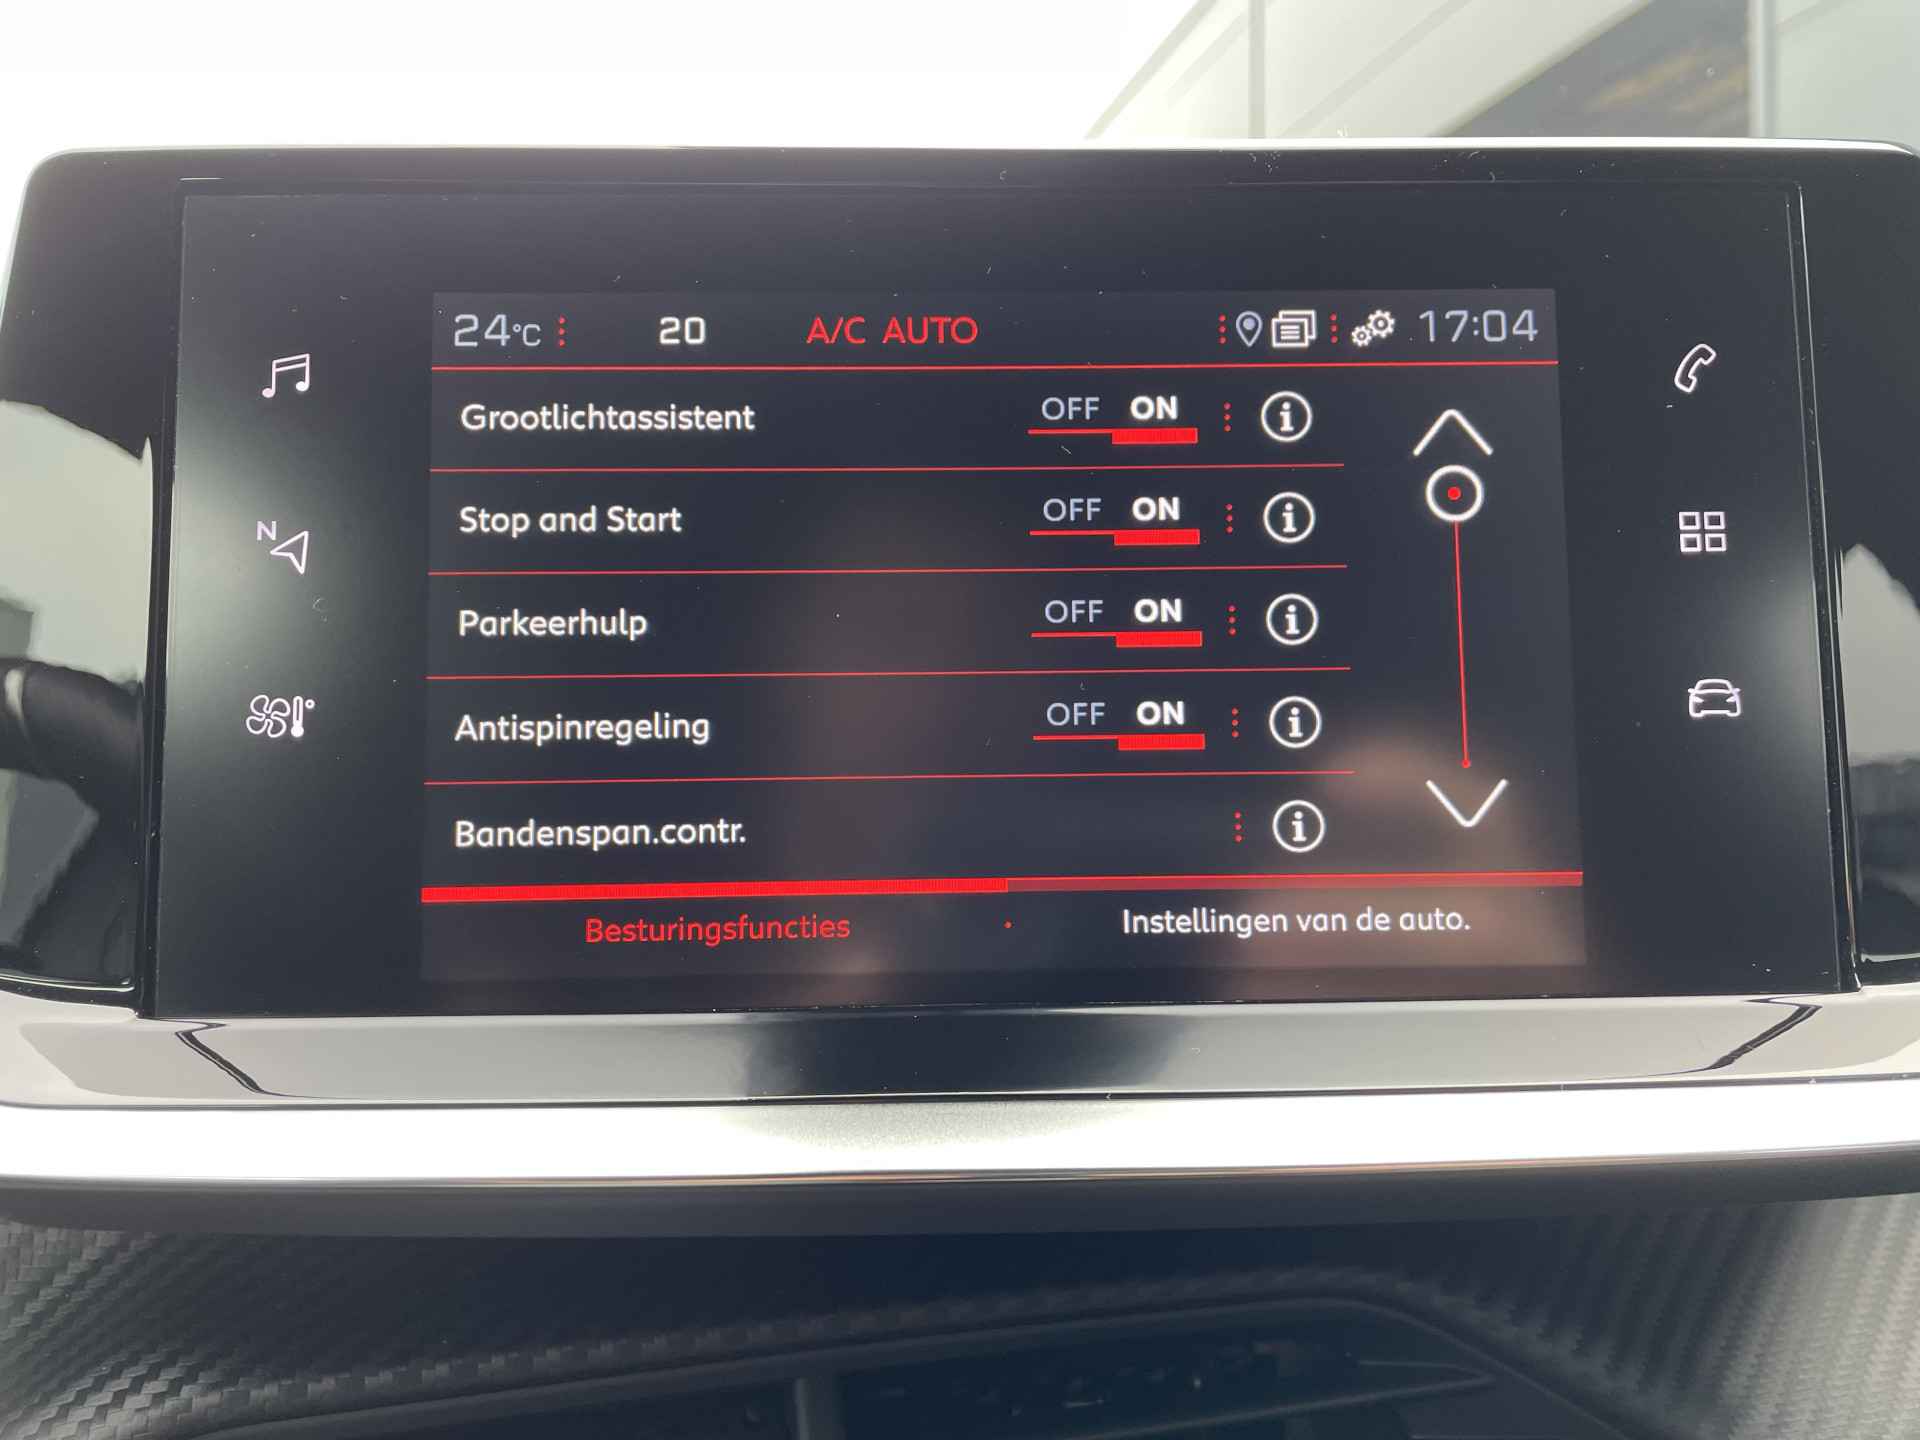 24°C 20 A/C AUTO 17:04
Grootlichtassistent OFF ON
Stop and Start OFF ON
N
Parkeerhulp OFF ON
Antispinregeling OFF ON
Bandenspan.contr.
Besturingsfuncties Instellingen van de auto.